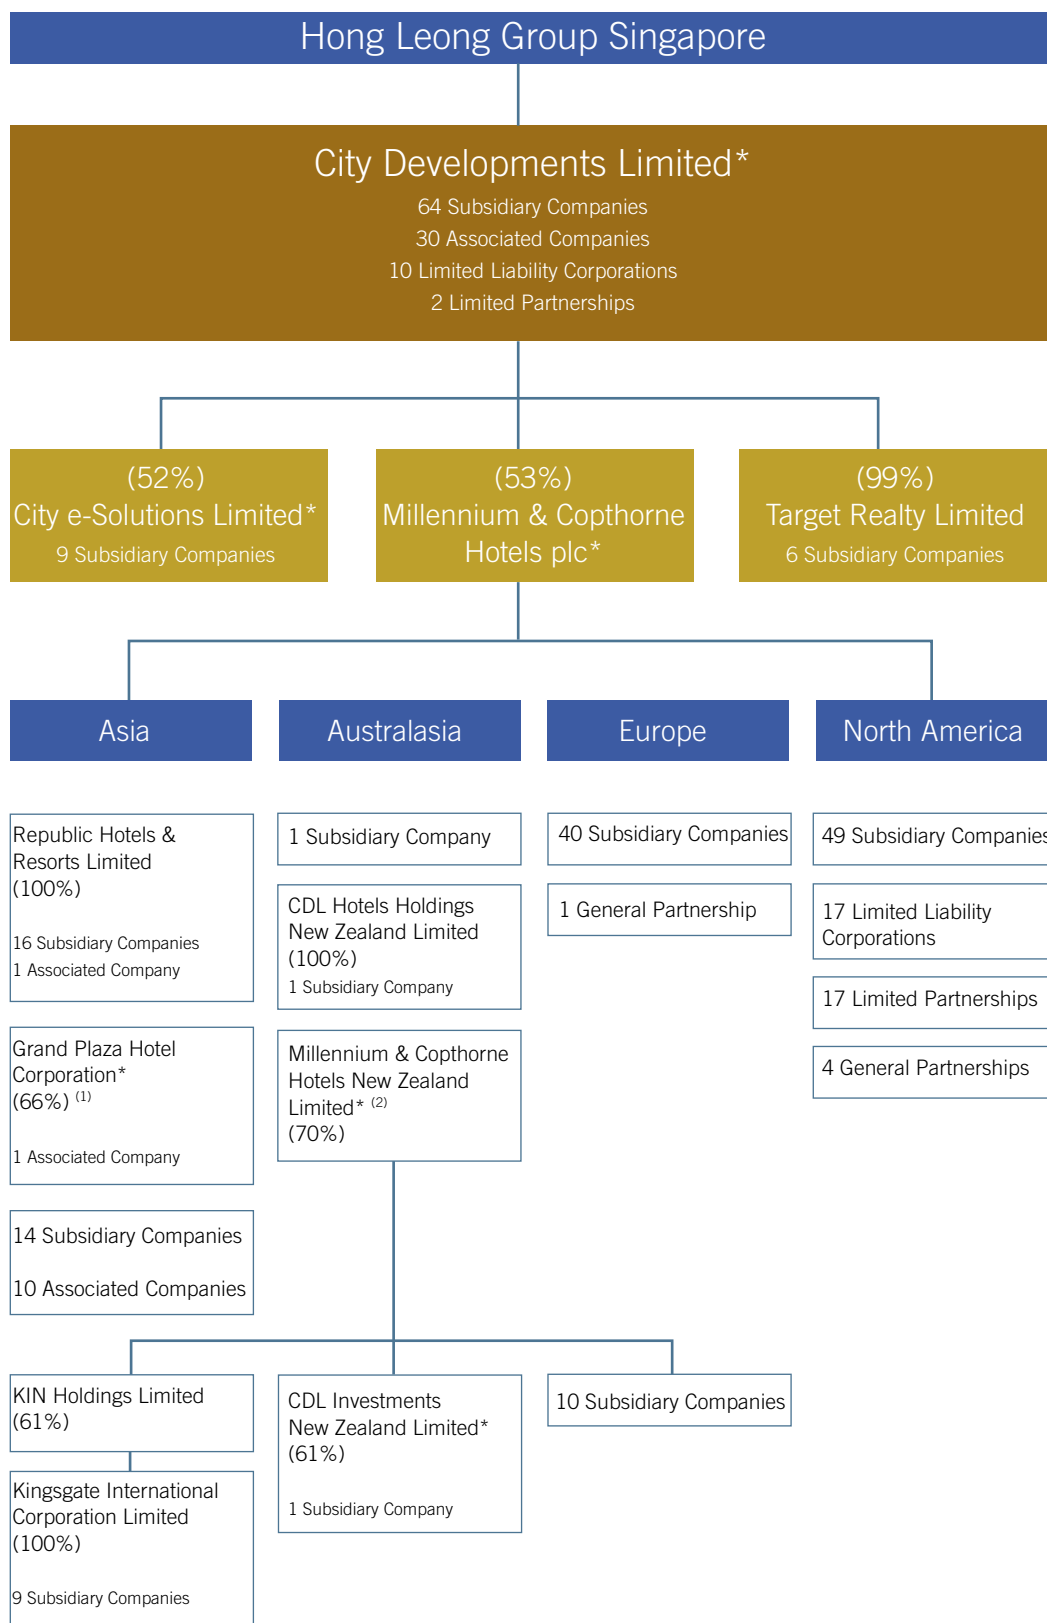 Hong Leong Group Singapore
City Developments Limited*
64 Subsidiary Companies
30 Associated Companies
10 Limited Liability Corporations
2 Limited Partnerships
(52%)
City e-Solutions Limited*
9 Subsidiary Companies
(53%)
Millennium & Copthorne
Hotels plc*
(99%)
Target Realty Limited
6 Subsidiary Companies
Asia
Republic Hotels &
Resorts Limited
(100%)
16 Subsidiary Companies
1 Associated Company
Grand Plaza Hotel
Corporation*
(66%) (1)
1 Associated Company
14 Subsidiary Companies
10 Associated Companies
Australasia
1 Subsidiary Company
CDL Hotels Holdings
New Zealand Limited
(100%)
1 Subsidiary Company
Millennium & Copthorne
Hotels New Zealand
Limited* (2)
(70%)
Europe
40 Subsidiary Companies
1 General Partnership
North America
49 Subsidiary Companies
17 Limited Liability
Corporations
17 Limited Partnerships
4 General Partnerships
KIN Holdings Limited
(61%)
Kingsgate International
Corporation Limited
(100%)
9 Subsidiary Companies
CDL Investments
New Zealand Limited*
(61%)
1 Subsidiary Company
10 Subsidiary Companies